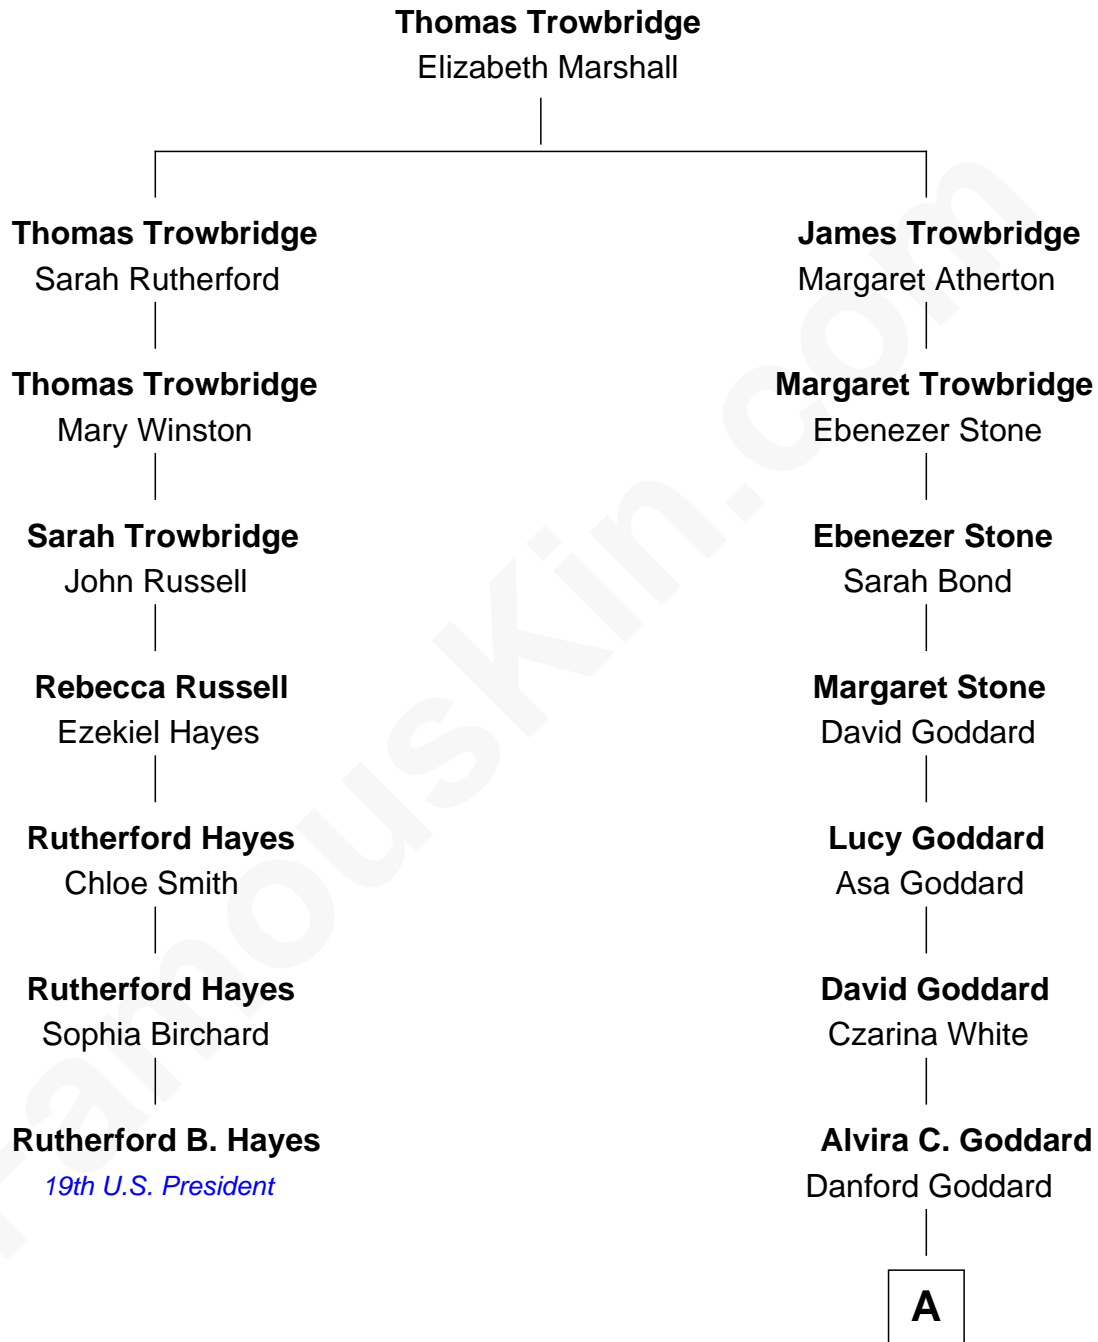 Thomas Trowbridge
Elizabeth Marshall
Thomas Trowbridge
Sarah Rutherford
James Trowbridge
Margaret Atherton
Thomas Trowbridge
Mary Winston
Margaret Trowbridge
Ebenezer Stone
Sarah Trowbridge
John Russell
Ebenezer Stone
Sarah Bond
Rebecca Russell
Ezekiel Hayes
Margaret Stone
David Goddard
Rutherford Hayes
Chloe Smith
Lucy Goddard
Asa Goddard
Rutherford Hayes
Sophia Birchard
David Goddard
Czarina White
Rutherford B. Hayes
19th U.S. President
Alvira C. Goddard
Danford Goddard
A
FamousKin.com